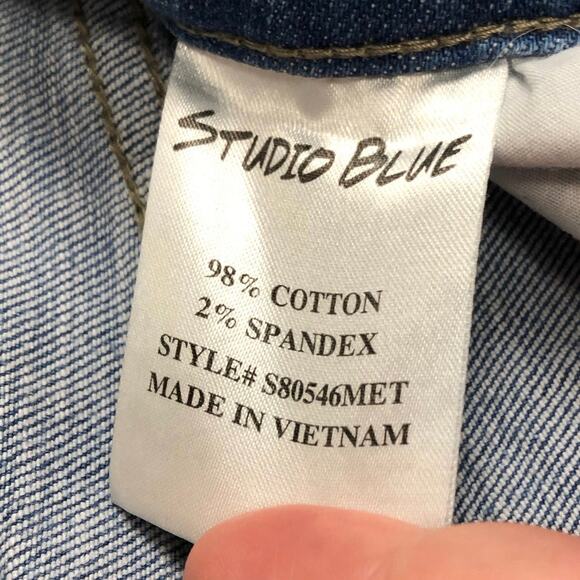 STUDIO BLUE
98% COTTON
2% SPANDEX
STYLE# S80546MET
MADE IN VIETNAM